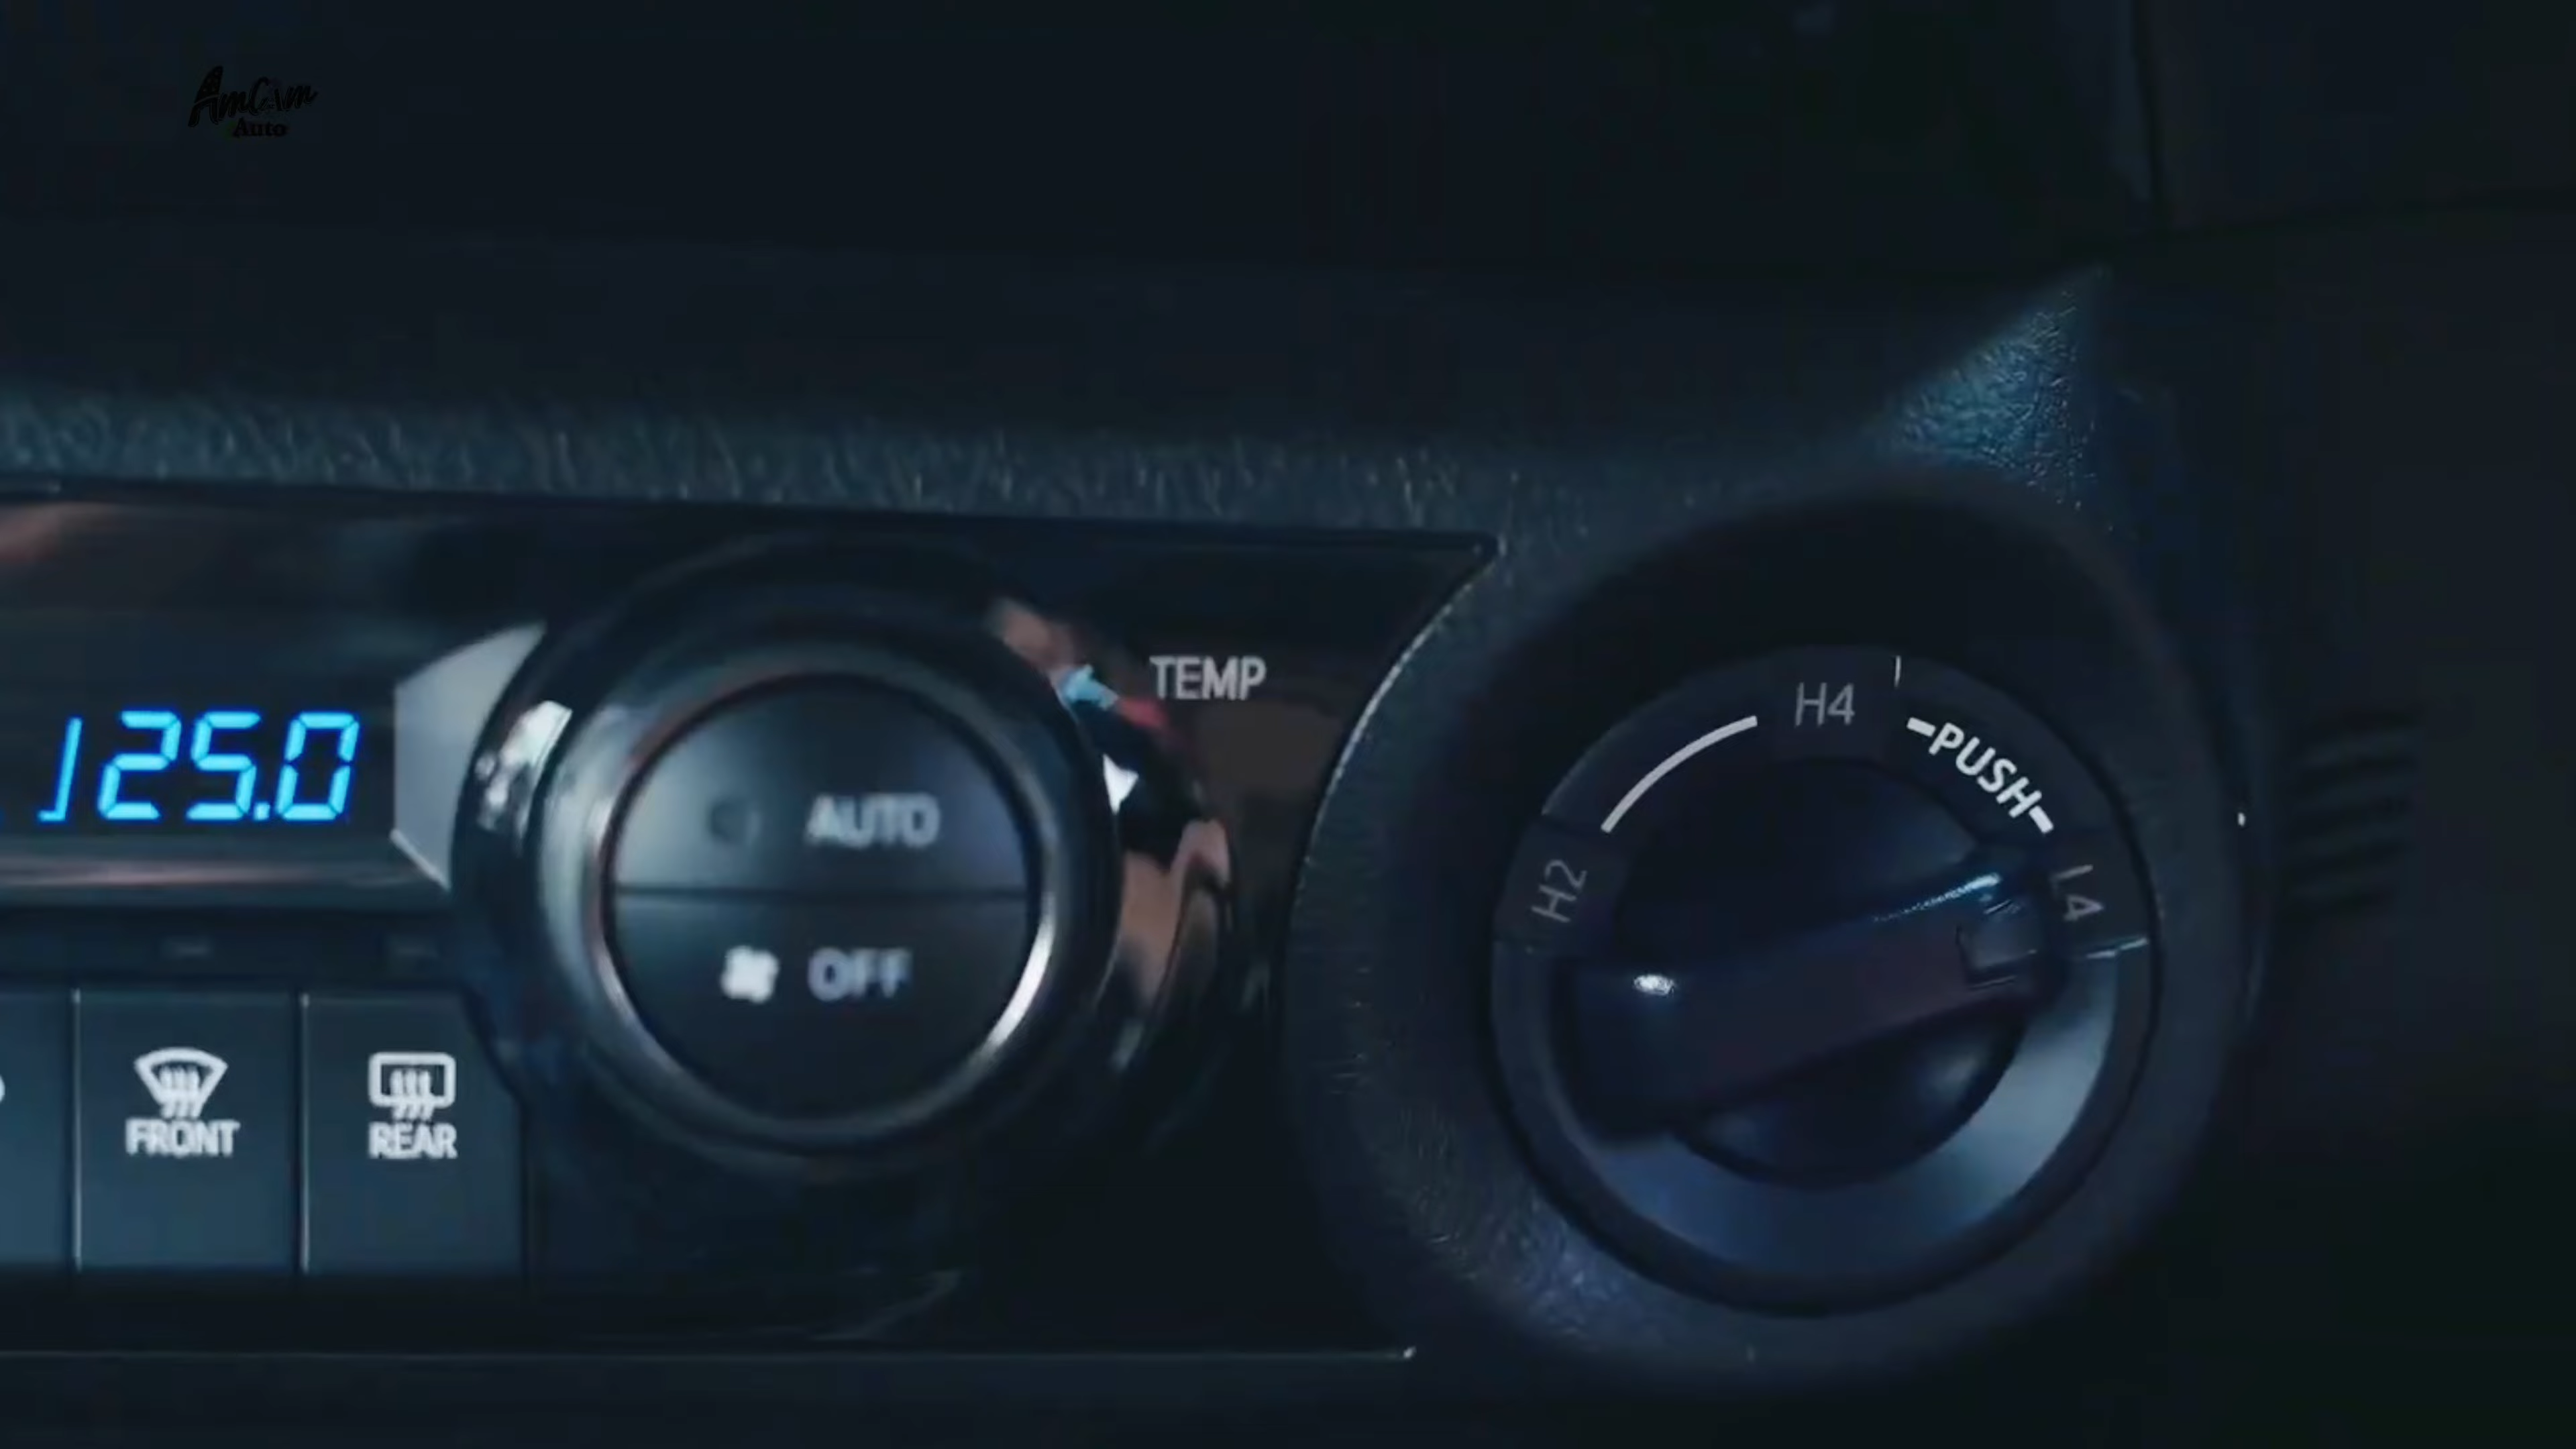 AmCam
Auto
25.0
TEMP
AUTO
OFF
FRONT
REAR
H2
H4
PUSH
L4